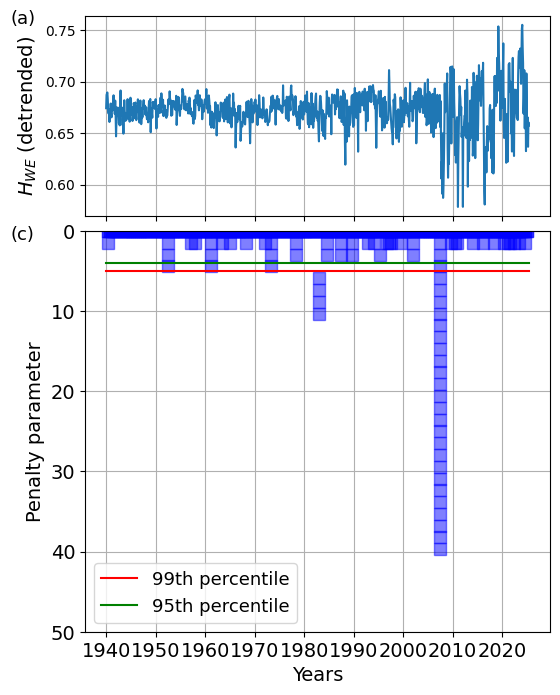 (a)
0.75
0.70
0.65
0.60
H_WE (detrended)
(c)
0
10
20
30
40
50
Penalty parameter
99th percentile
95th percentile
1940 1950 1960 1970 1980 1990 2000 2010 2020
Years